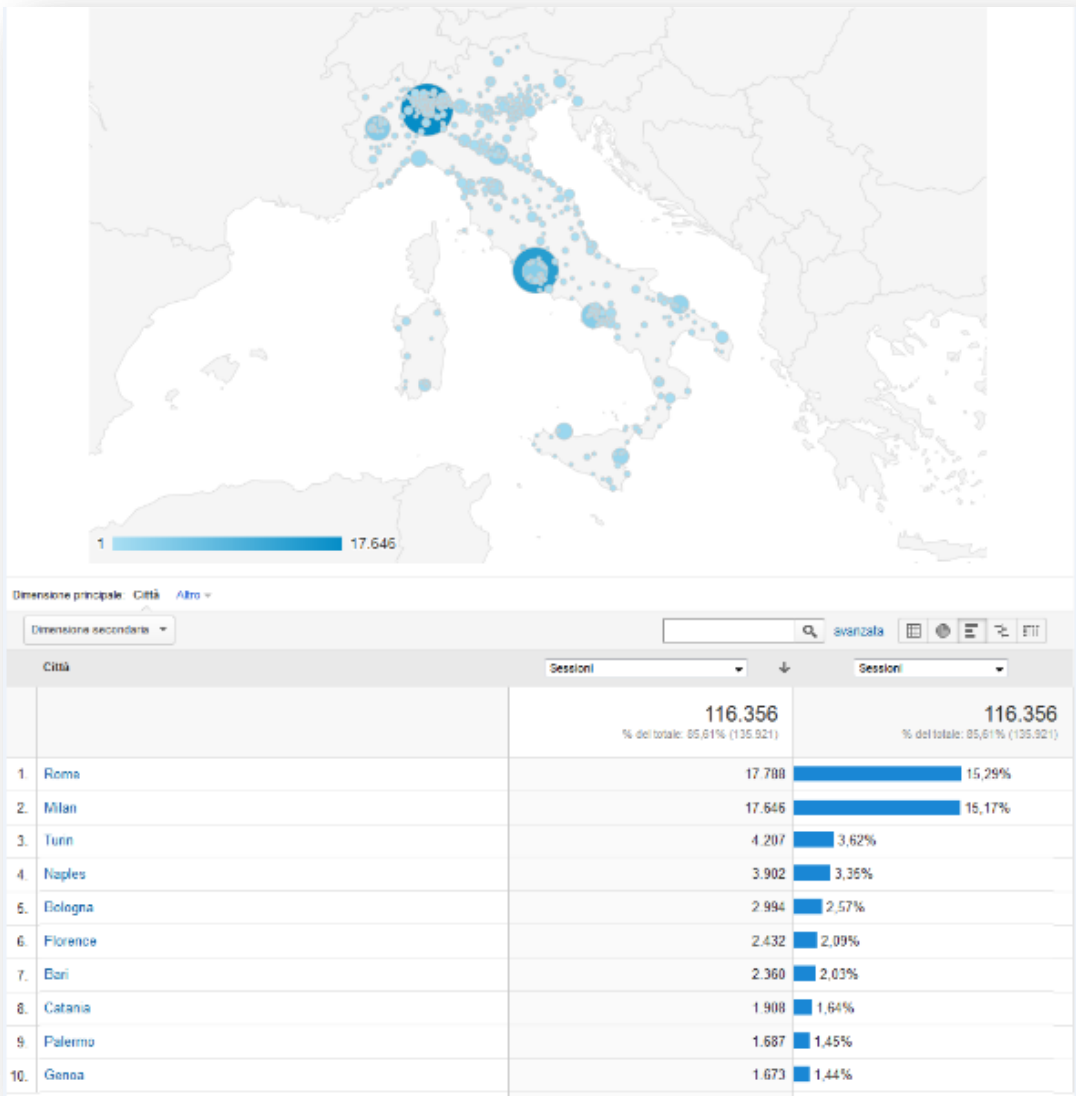 1 17.646
Dimensione principale: Città Altro
Dimensione secondaria avanzata
Città Sessioni Sessioni
116.356 116.356
% del totale: 85,61% (135.921) % del totale: 85,61% (135.921)
1. Roma 17.788 15,29%
2. Milan 17.646 15,17%
3. Turin 4.207 3,62%
4. Naples 3.902 3,35%
5. Bologna 2.994 2,57%
6. Florence 2.432 2,09%
7. Bari 2.360 2,03%
8. Catania 1.908 1,64%
9. Palermo 1.687 1,45%
10. Genoa 1.673 1,44%